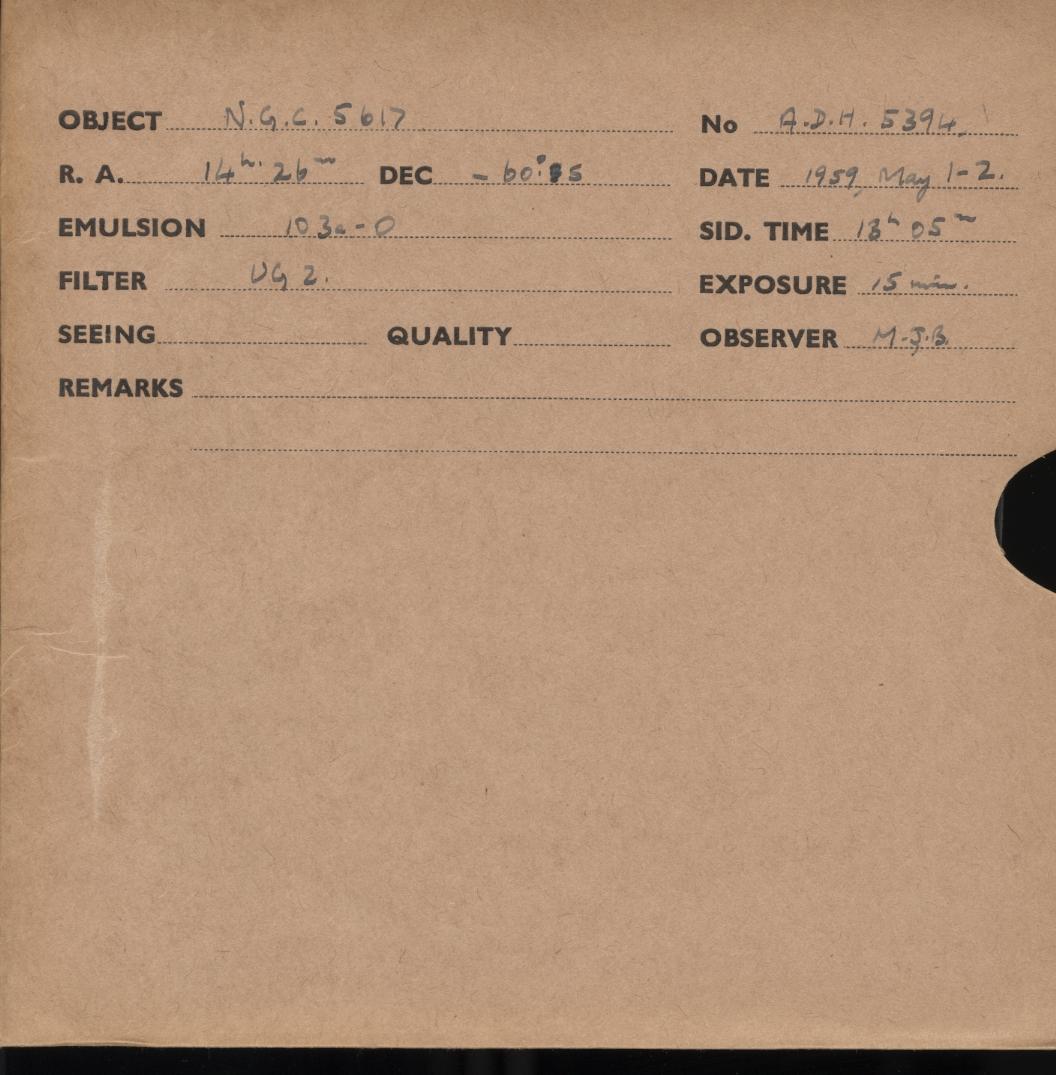 OBJECT N.G.C. 5617 No A.D.H. 5394
R. A. 14h. 26m DEC - 60°
DATE 1959, May 1-2.
EMULSION 103a-O SID. TIME 13h 05m
FILTER UG 2. EXPOSURE 15 min.
SEEING QUALITY OBSERVER M.J.B.
REMARKS